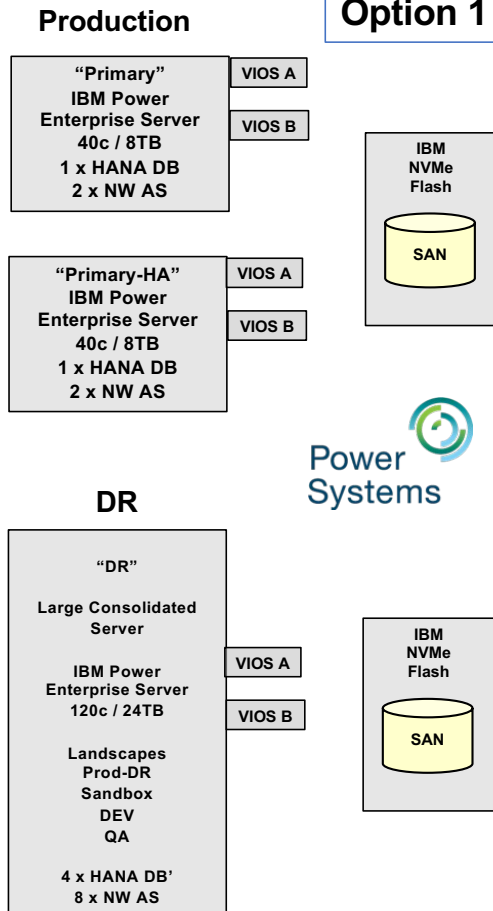 Production
Option 1
“Primary”
IBM Power
Enterprise Server
40c / 8TB
1 x HANA DB
2 x NW AS
VIOS A
VIOS B
IBM
NVMe
Flash
SAN
“Primary-HA”
IBM Power
Enterprise Server
40c / 8TB
1 x HANA DB
2 x NW AS
VIOS A
VIOS B
Power
Systems
DR
“DR”
Large Consolidated
Server
IBM Power
Enterprise Server
120c / 24TB
Landscapes
Prod-DR
Sandbox
DEV
QA
4 x HANA DB'
8 x NW AS
VIOS A
VIOS B
IBM
NVMe
Flash
SAN